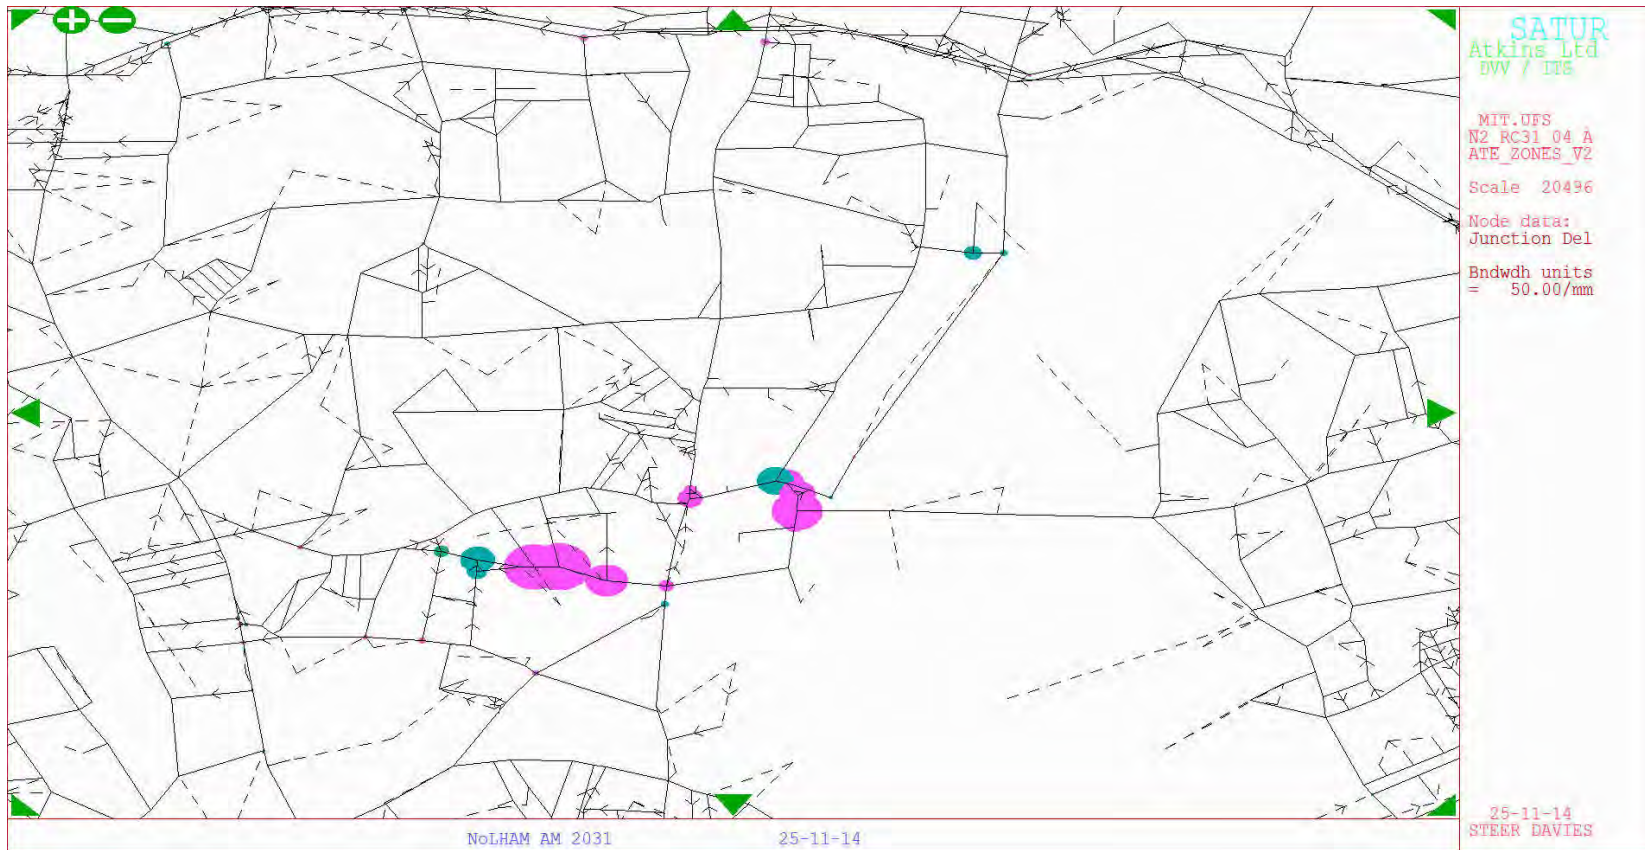 SATUR
Atkins Ltd
DVV / ITS
MIT.UFS
N2 RC31 04 A
ATE_ZONES_V2
Scale 20496
Node data:
Junction Del
Bndwdh units
= 50.00/mm
25-11-14
STEER DAVIES
NoLHAM AM 2031 25-11-14